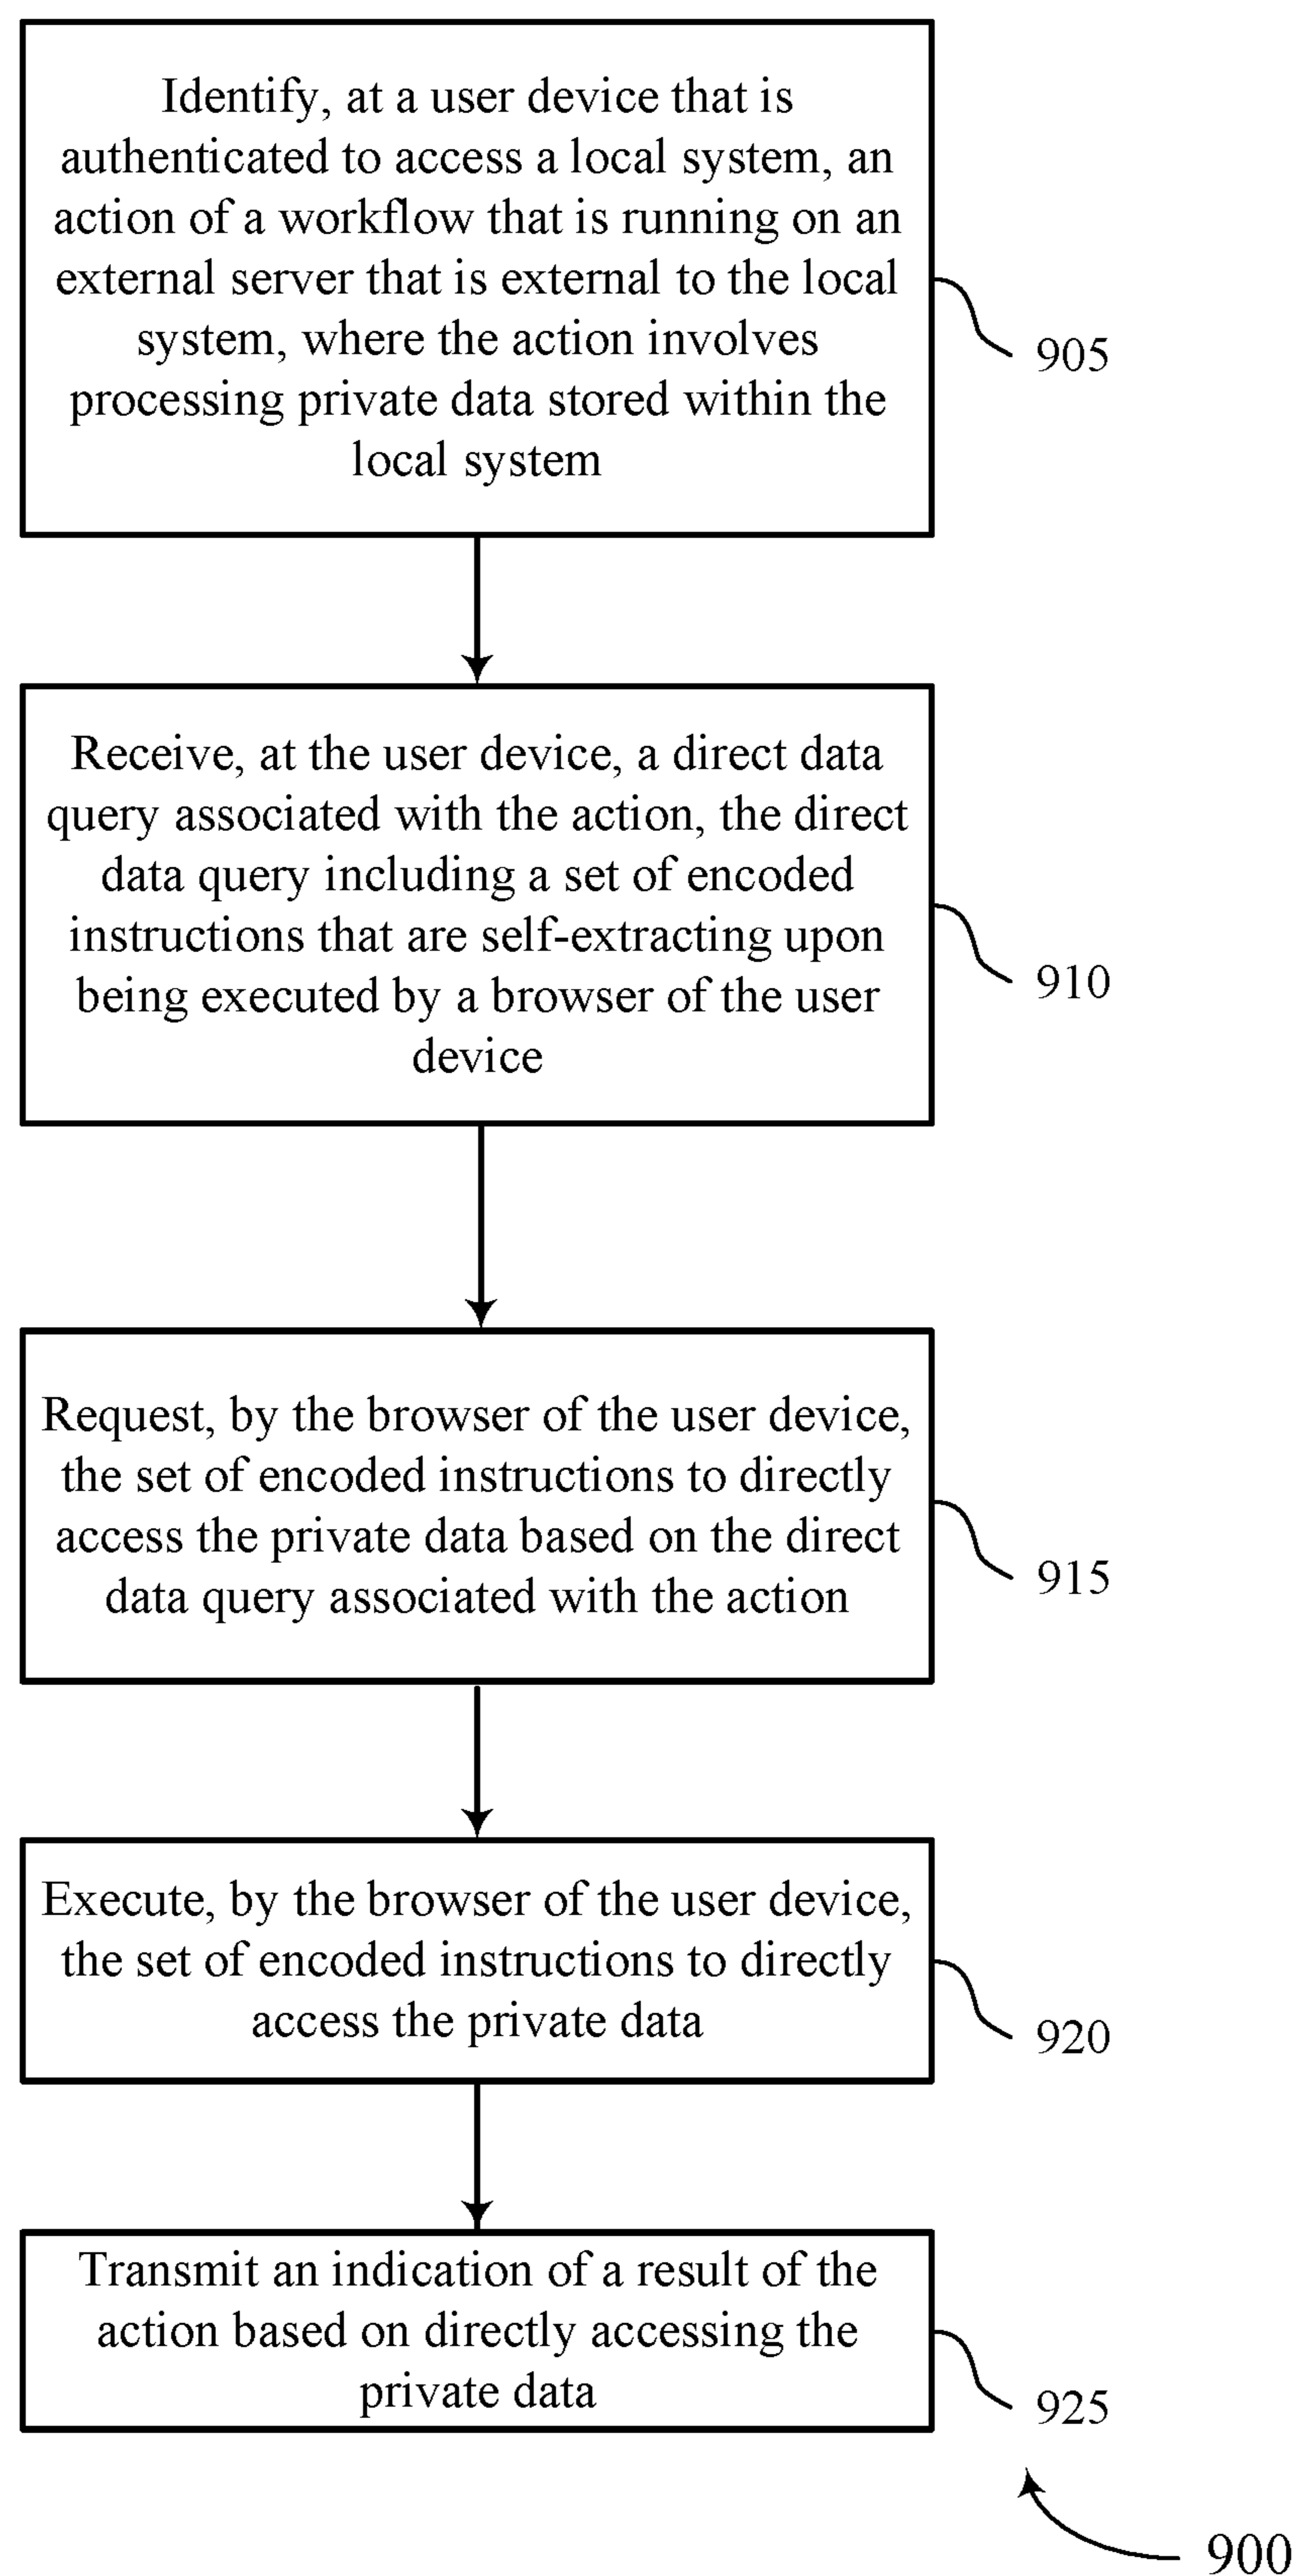 Identify, at a user device that is
authenticated to access a local system, an
action of a workflow that is running on an
external server that is external to the local
system, where the action involves
processing private data stored within the
local system
905
Receive, at the user device, a direct data
query associated with the action, the direct
data query including a set of encoded
instructions that are self-extracting upon
being executed by a browser of the user
device
910
Request, by the browser of the user device,
the set of encoded instructions to directly
access the private data based on the direct
data query associated with the action
915
Execute, by the browser of the user device,
the set of encoded instructions to directly
access the private data
920
Transmit an indication of a result of the
action based on directly accessing the
private data
925
900